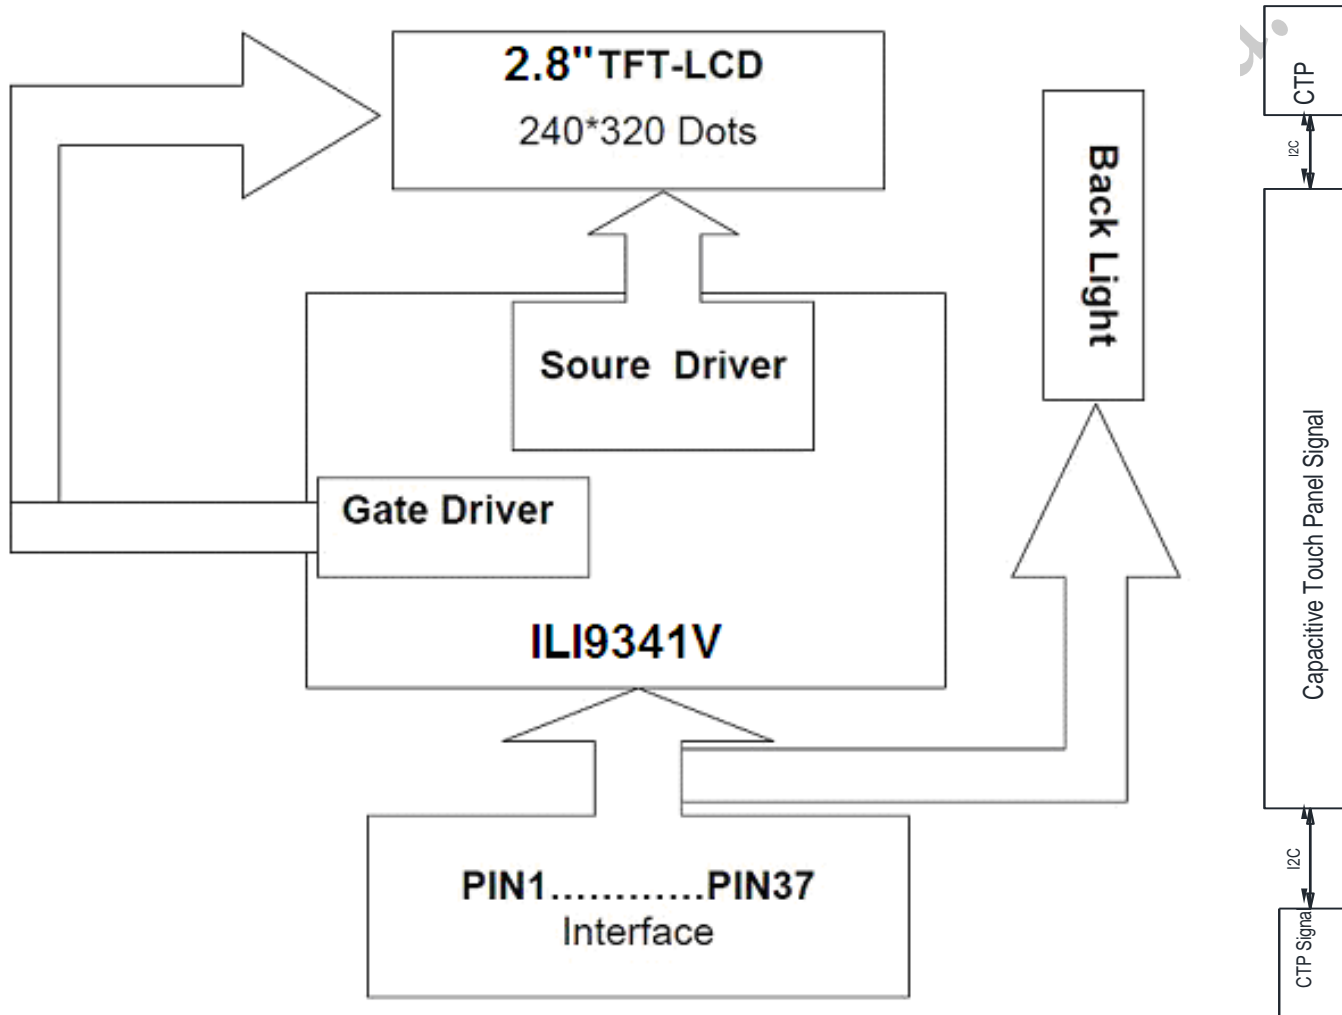 2.8" TFT-LCD
240*320 Dots
Back Light
Soure Driver
Gate Driver
ILI9341V
PIN1............PIN37
Interface
CTP
I2C
Capacitive Touch Panel Signal
I2C
CTP Signal